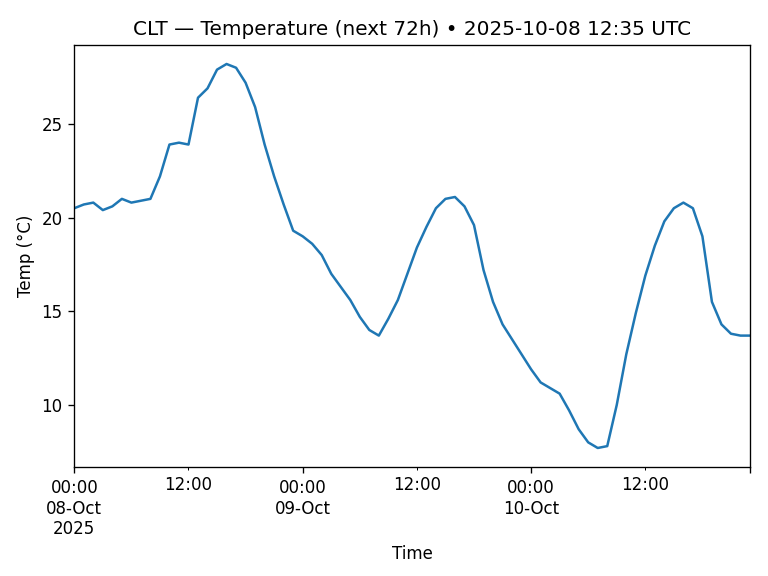 CLT — Temperature (next 72h) • 2025-10-08 12:35 UTC
Temp (°C)
25
20
15
10
00:00 12:00 00:00 12:00 00:00 12:00
08-Oct 09-Oct 10-Oct
2025
Time